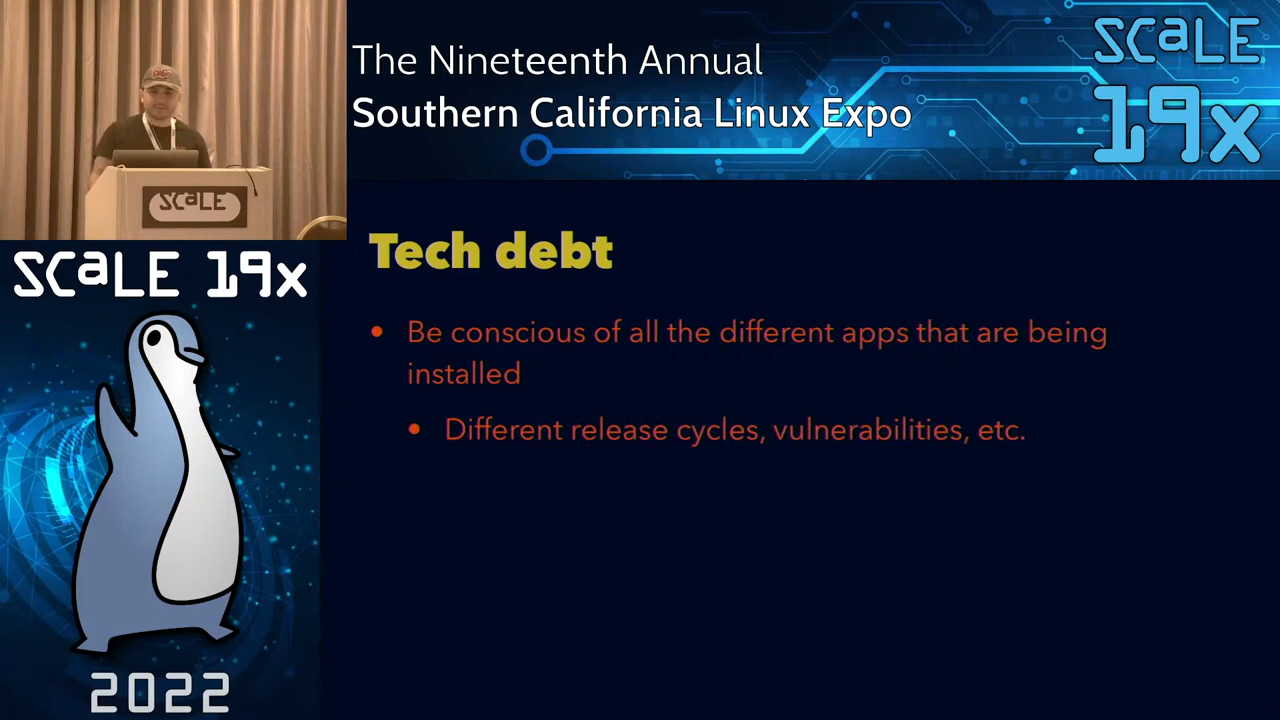 The Nineteenth Annual
Southern California Linux Expo
SCALE
19x
SCALE
SCALE 19x
Tech debt
• Be conscious of all the different apps that are being
installed
• Different release cycles, vulnerabilities, etc.
2022